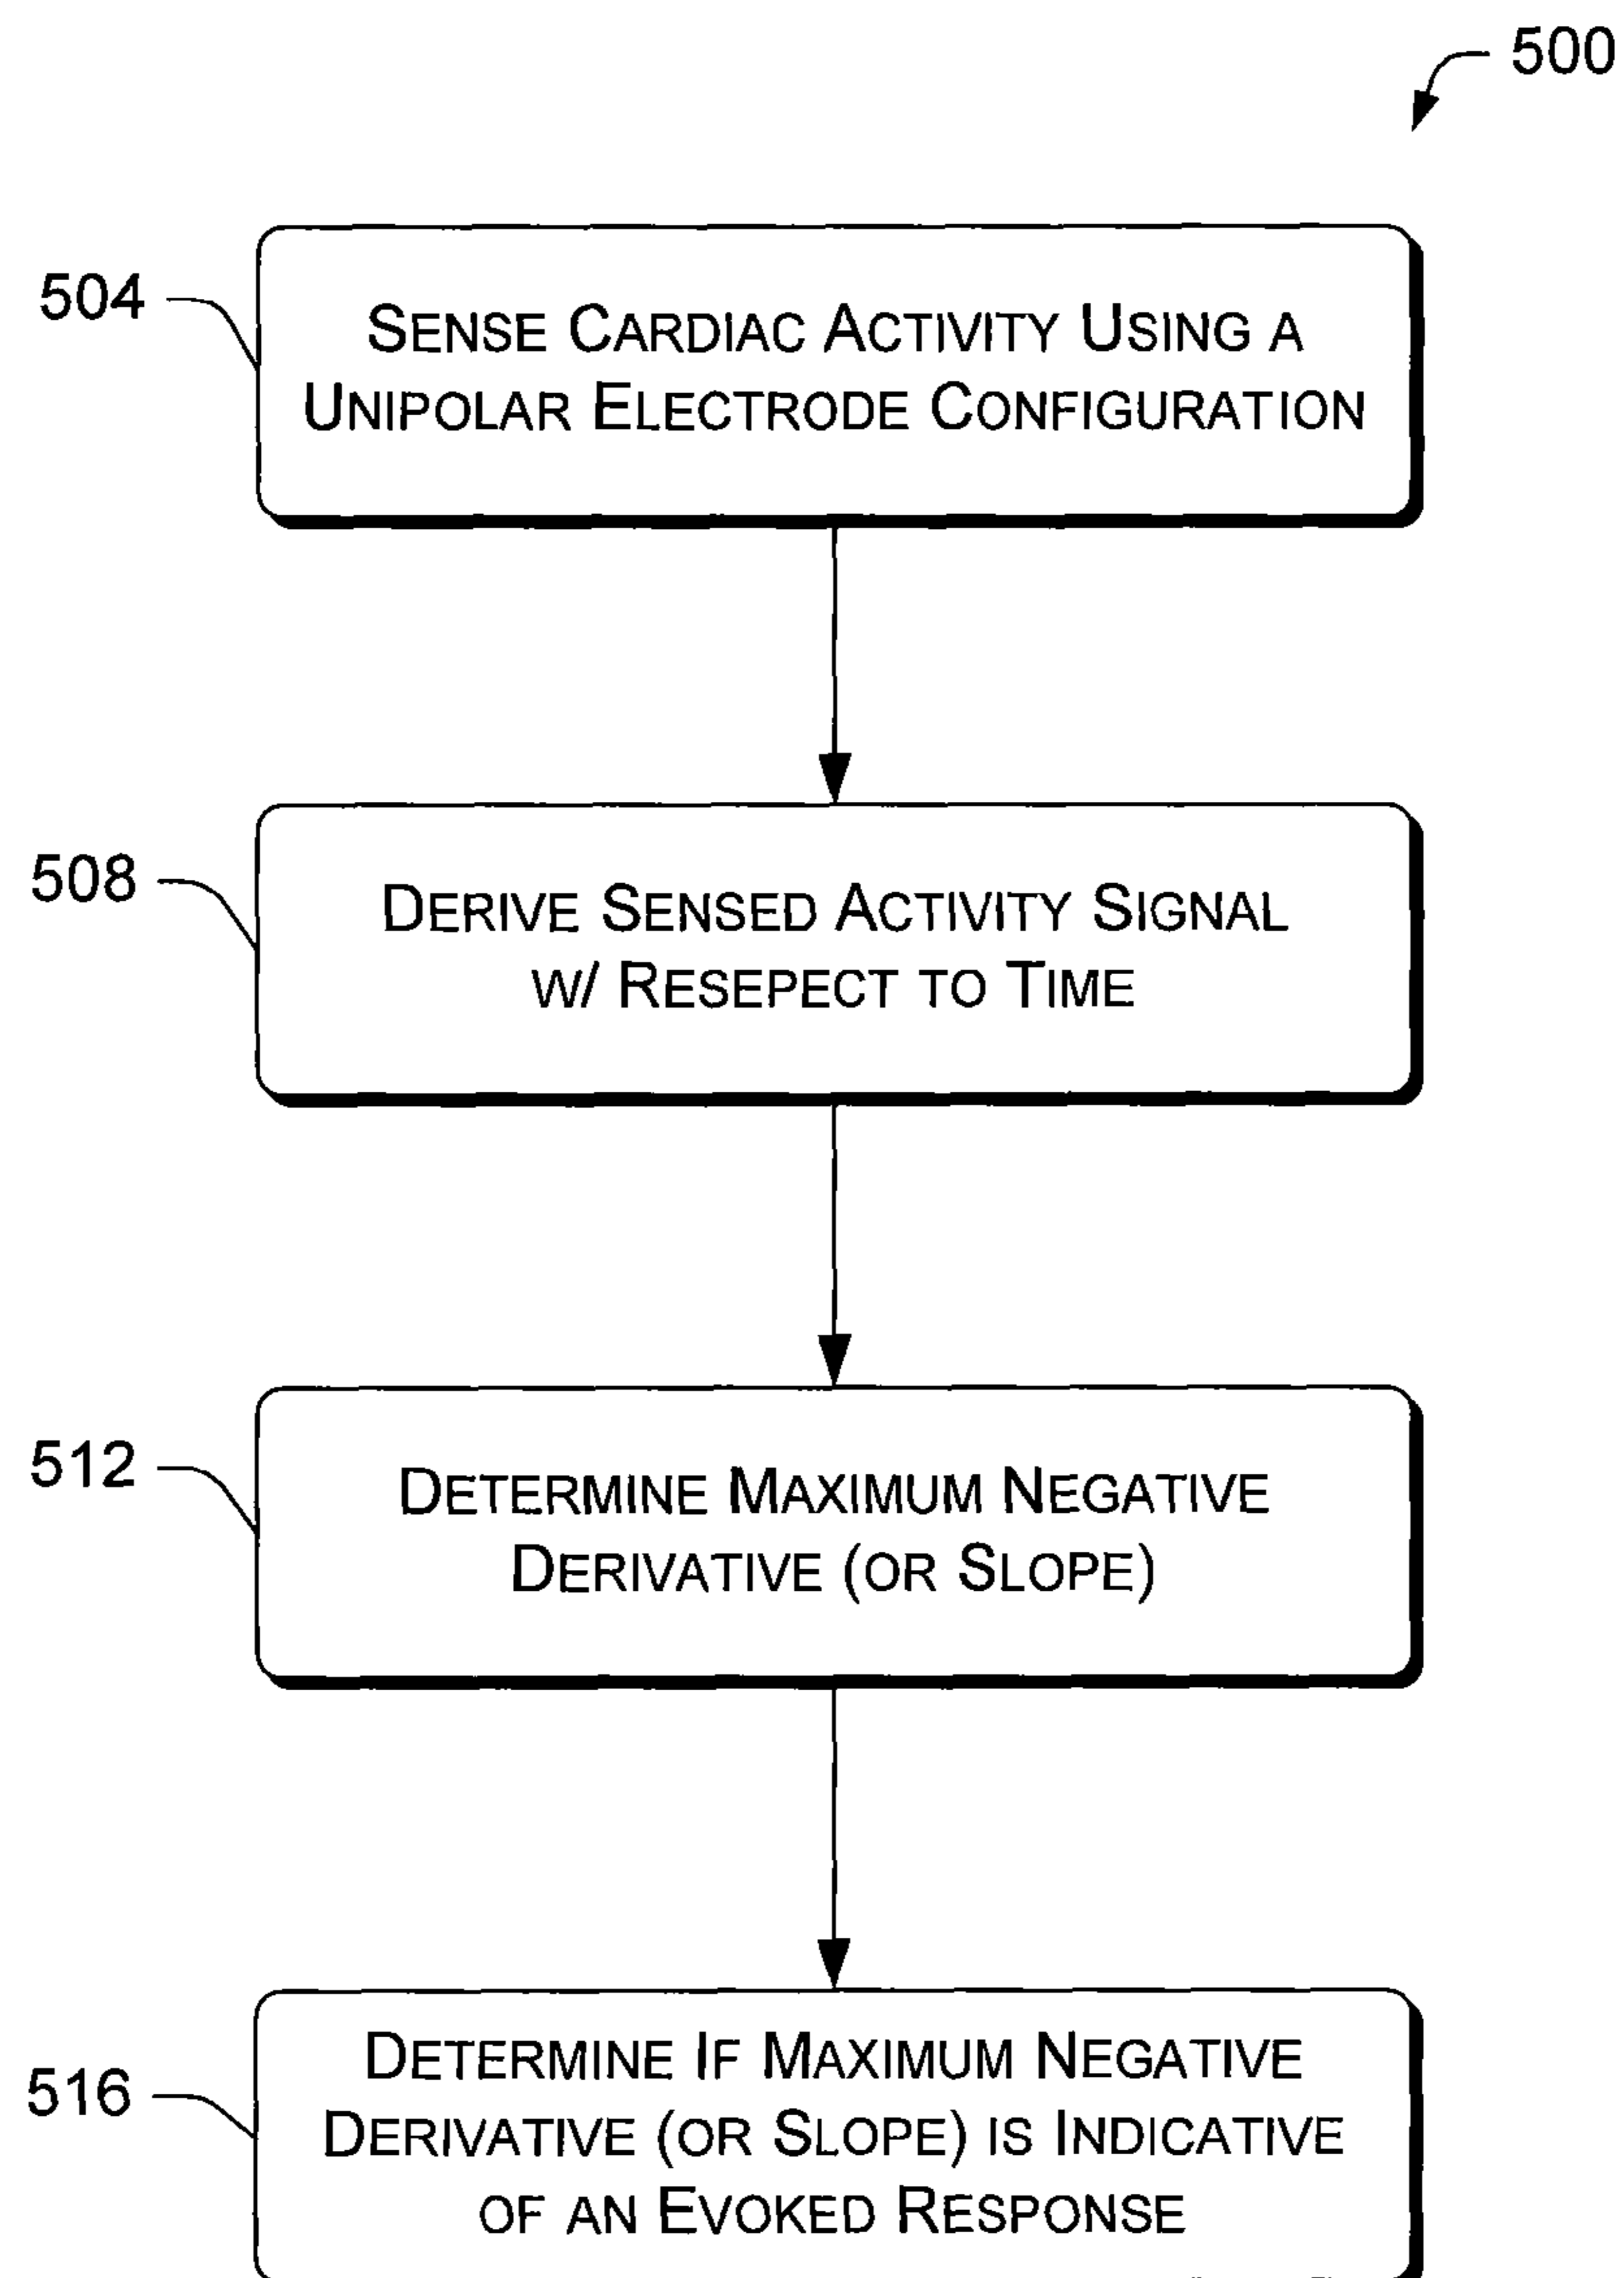 500
504
SENSE CARDIAC ACTIVITY USING A
UNIPOLAR ELECTRODE CONFIGURATION
508
DERIVE SENSED ACTIVITY SIGNAL
W/ RESEPECT TO TIME
512
DETERMINE MAXIMUM NEGATIVE
DERIVATIVE (OR SLOPE)
516
DETERMINE IF MAXIMUM NEGATIVE
DERIVATIVE (OR SLOPE) IS INDICATIVE
OF AN EVOKED RESPONSE